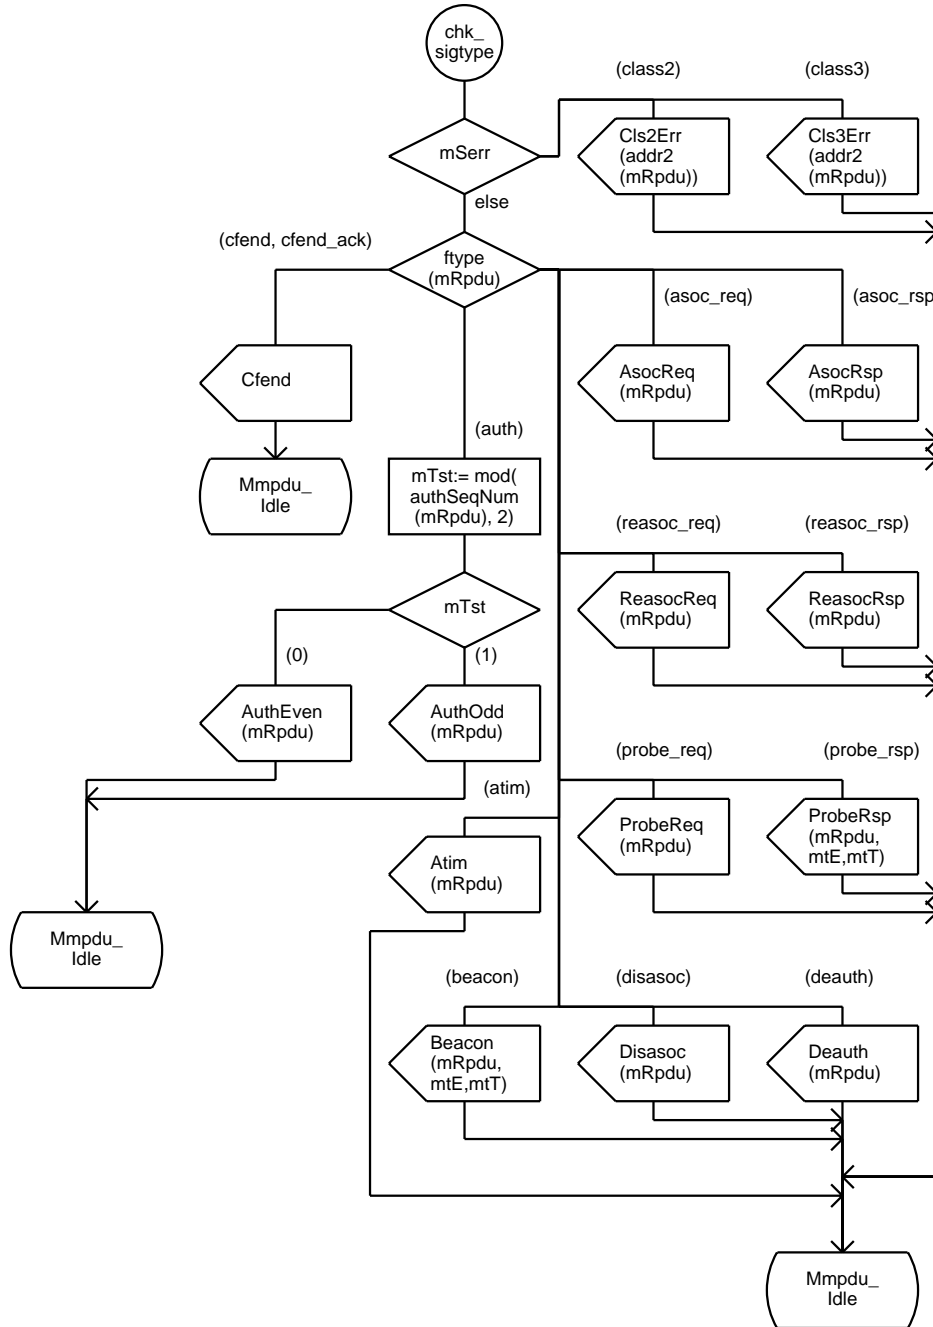 chk_
sigtype
(class2)
(class3)
mSerr
Cls2Err
(addr2
(mRpdu))
Cls3Err
(addr2
(mRpdu))
else
(cfend, cfend_ack)
ftype
(mRpdu)
(asoc_req)
(asoc_rsp
Cfend
AsocReq
(mRpdu)
AsocRsp
(mRpdu)
(auth)
Mmpdu_
Idle
mTst:= mod(
authSeqNum
(mRpdu), 2)
(reasoc_req)
(reasoc_rsp)
mTst
ReasocReq
(mRpdu)
ReasocRsp
(mRpdu)
(0)
(1)
AuthEven
(mRpdu)
AuthOdd
(mRpdu)
(probe_req)
(probe_rsp)
(atim)
ProbeReq
(mRpdu)
ProbeRsp
(mRpdu,
mtE,mtT)
Atim
(mRpdu)
Mmpdu_
Idle
(beacon)
(disasoc)
(deauth)
Beacon
(mRpdu,
mtE,mtT)
Disasoc
(mRpdu)
Deauth
(mRpdu)
Mmpdu_
Idle